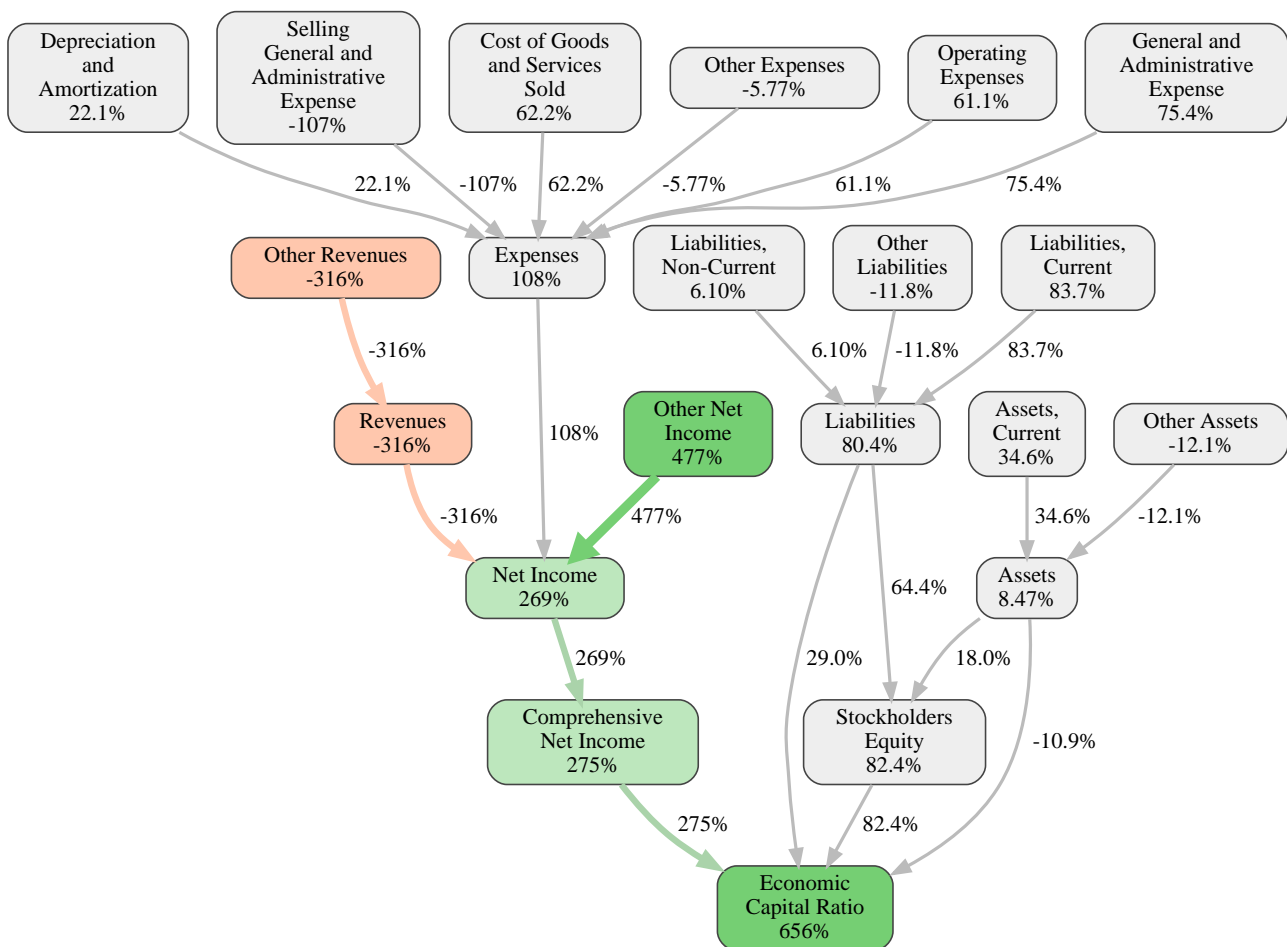 Depreciation
and
Amortization
22.1%
Selling
General and
Administrative
Expense
-107%
Cost of Goods
and Services
Sold
62.2%
Other Expenses
-5.77%
Operating
Expenses
61.1%
General and
Administrative
Expense
75.4%
22.1%
-107%
62.2%
-5.77%
61.1%
75.4%
Other Revenues
-316%
Expenses
108%
Liabilities,
Non-Current
6.10%
Other
Liabilities
-11.8%
Liabilities,
Current
83.7%
-316%
6.10%
-11.8%
83.7%
Revenues
-316%
108%
Other Net
Income
477%
Liabilities
80.4%
Assets,
Current
34.6%
Other Assets
-12.1%
-316%
477%
34.6%
-12.1%
Net Income
269%
64.4%
Assets
8.47%
269%
29.0%
18.0%
Comprehensive
Net Income
275%
Stockholders
Equity
82.4%
-10.9%
275%
82.4%
Economic
Capital Ratio
656%